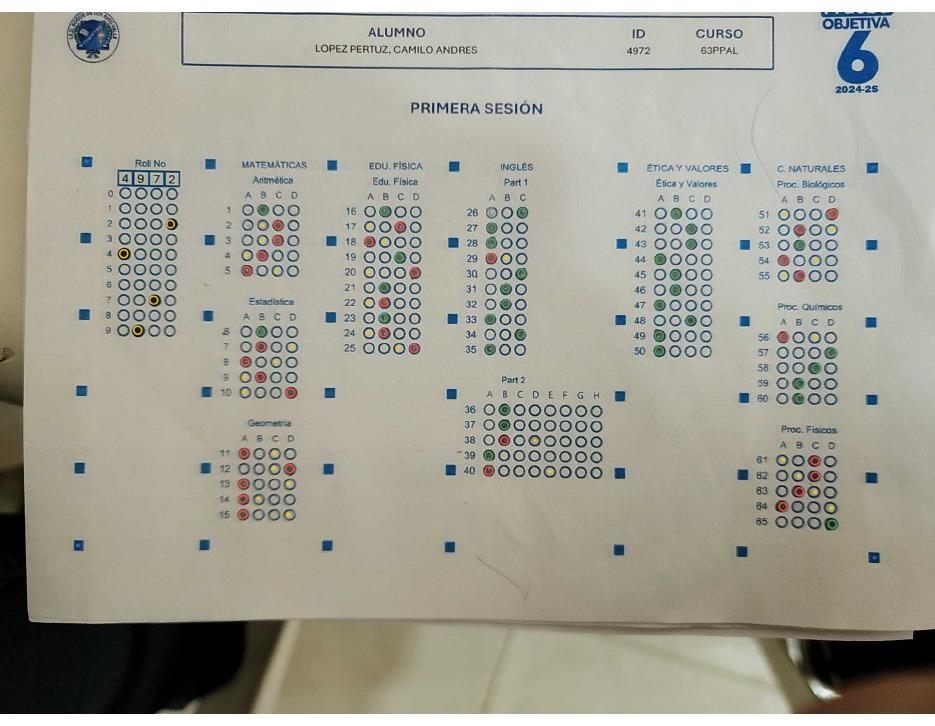 ALUMNO
LOPEZ PERTUZ, CAMILO ANDRES
ID
4972
CURSO
63PPAL
OBJETIVA
6
2024-2S
PRIMERA SESIÓN
Roll No
4 9 7 2
0
1
2
3
4
5
6
7
8
9
MATEMÁTICAS
Aritmética
A B C D
1
2
3
4
5
Estadística
6
7
8
9
10
Geometría
A B C D
11
12
13
14
15
EDU. FÍSICA
Edu. Física
A B C D
16
17
18
19
20
21
22
23
24
25
INGLÉS
Part 1
A B C
26
27
28
29
30
31
32
33
34
35
Part 2
A B C D E F G H
36
37
38
39
40
ÉTICA Y VALORES
Ética y Valores
A B C D
41
42
43
44
45
46
47
48
49
50
C. NATURALES
Proc. Biológicos
A B C D
51
52
53
54
55
Proc. Químicos
A B C D
56
57
58
59
60
Proc. Físicos
A B C D
61
62
63
64
65